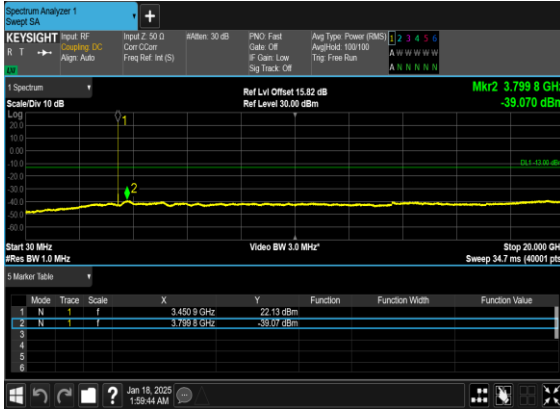 Spectrum Analyzer 1
Swept SA
+
KEYSIGHT
R T
LXI
Input: RF
Coupling: DC
Align: Auto
Input Z: 50 Ω
Corr CCorr
Freq Ref: Int (S)
#Atten: 30 dB
PNO: Fast
Gate: Off
IF Gain: Low
Sig Track: Off
Avg Type: Power (RMS)
Avg|Hold: 100/100
Trig: Free Run
1 2 3 4 5 6
A W W W W W
A N N N N N
1 Spectrum
Scale/Div 10 dB
Ref Lvl Offset 15.82 dB
Ref Level 30.00 dBm
Mkr2 3.799 8 GHz
-39.070 dBm
Log
20.0
10.0
0.00
-10.0
-20.0
-30.0
-40.0
-50.0
-60.0
1
2
DL1 -13.00 dBm
Start 30 MHz
#Res BW 1.0 MHz
Video BW 3.0 MHz*
Stop 20.000 GH
Sweep 34.7 ms (40001 pts
5 Marker Table
Mode Trace Scale X Y Function Function Width Function Value
1 N 1 f 3.450 9 GHz 22.13 dBm
2 N 1 f 3.799 8 GHz -39.07 dBm
3
4
5
6
?
Jan 18, 2025
1:59:44 AM